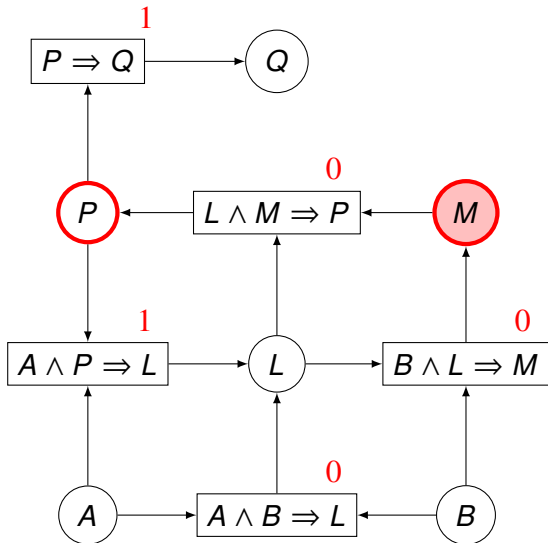 1
P ⇒ Q
Q
0
P
L ∧ M ⇒ P
M
1
0
A ∧ P ⇒ L
L
B ∧ L ⇒ M
0
A
A ∧ B ⇒ L
B